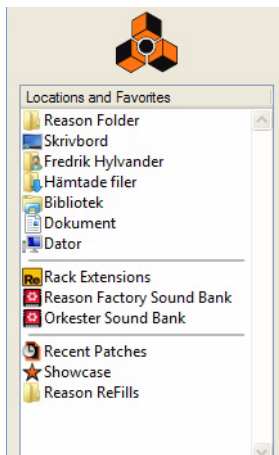 Locations and Favorites
Reason Folder
Skrivbord
Fredrik Hylvander
Hämtade filer
Bibliotek
Dokument
Dator
Re Rack Extensions
Reason Factory Sound Bank
Orkester Sound Bank
Recent Patches
Showcase
Reason ReFills